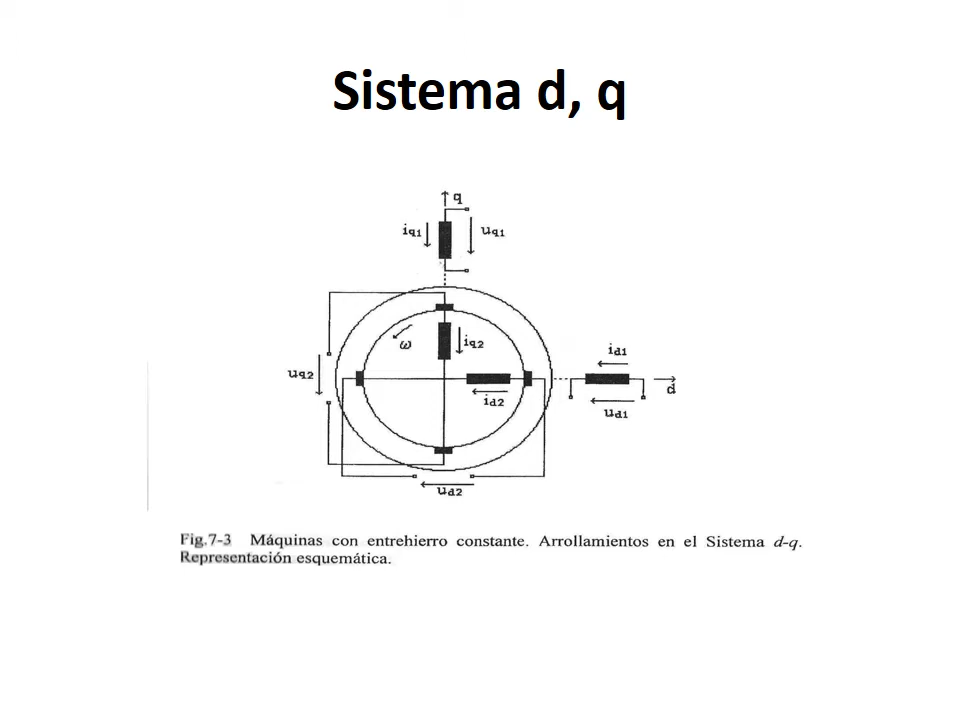 Sistema d, q
q
iq1
uq1
ω
iq2
id1
uq2
d
id2
ud1
ud2
Fig.7-3 Máquinas con entrehierro constante. Arrollamientos en el Sistema d-q.
Representación esquemática.